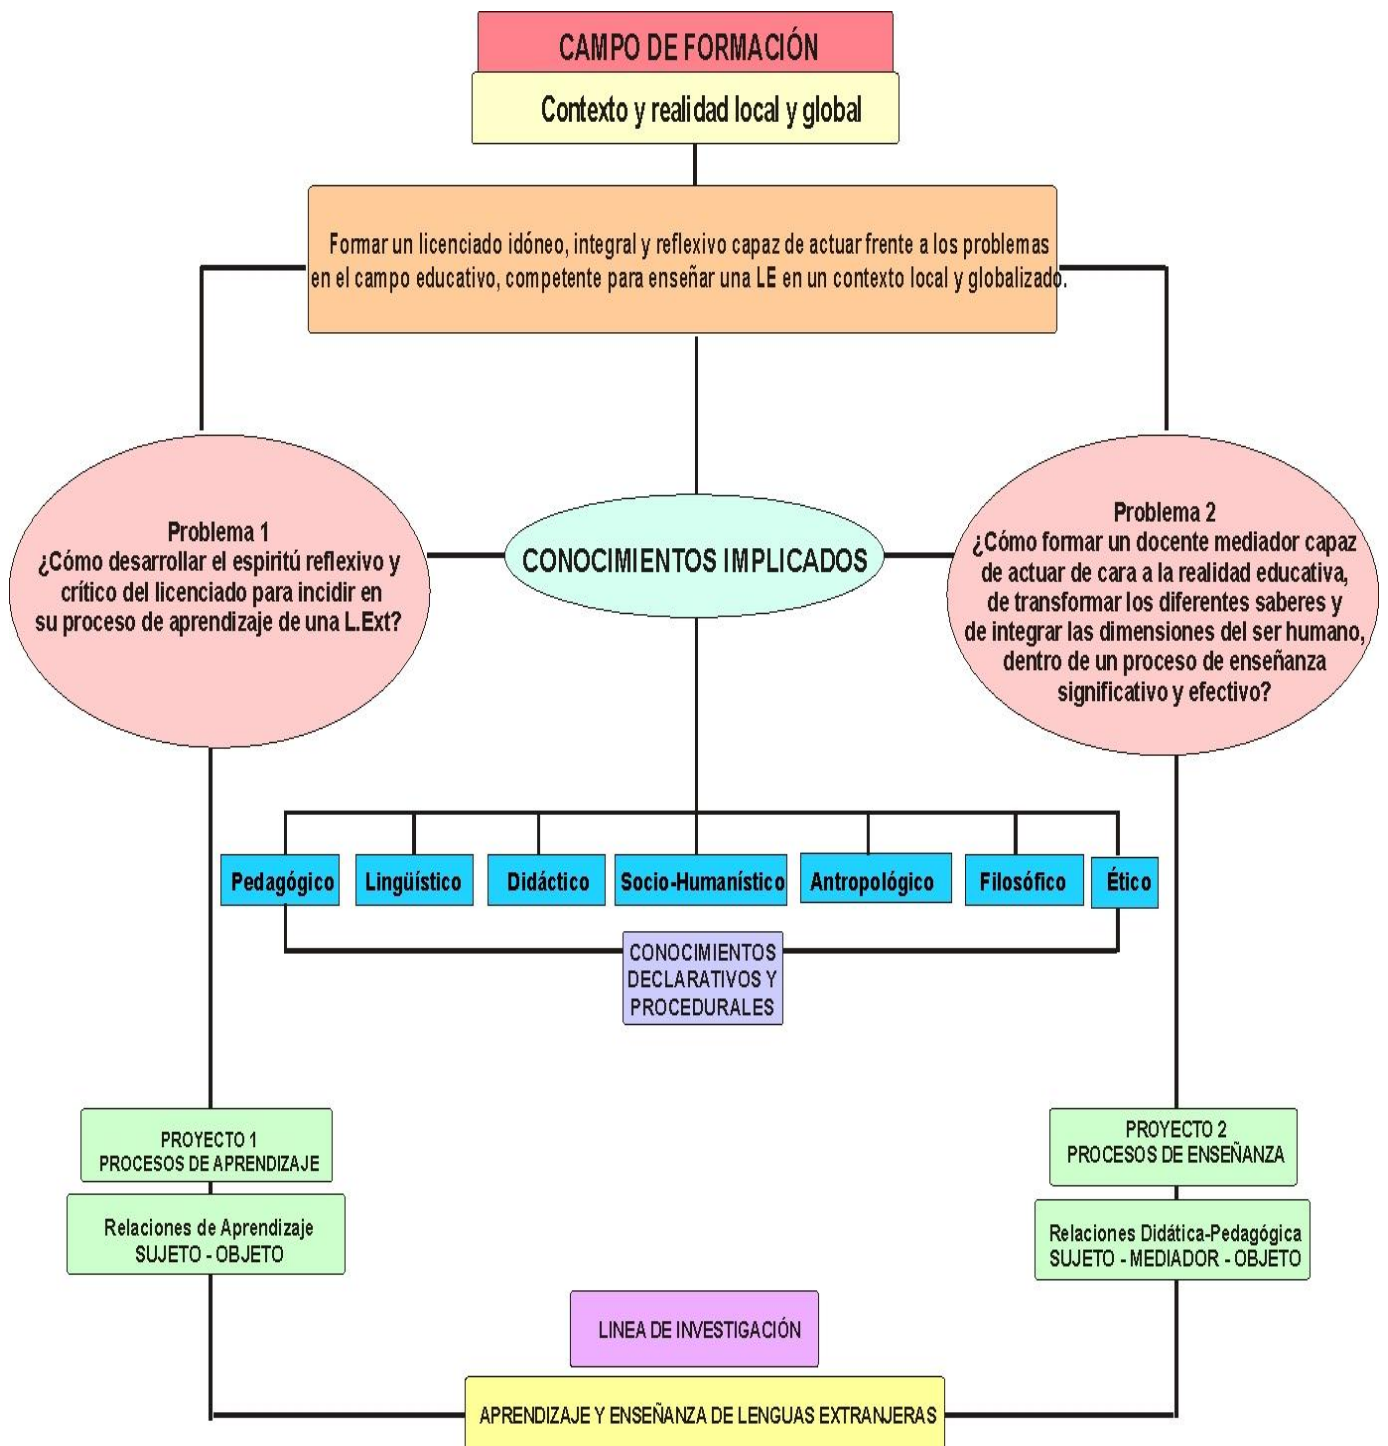 CAMPO DE FORMACIÓN
Contexto y realidad local y global
Formar un licenciado idóneo, integral y reflexivo capaz de actuar frente a los problemas
en el campo educativo, competente para enseñar una LE en un contexto local y globalizado.
Problema 1
¿Cómo desarrollar el espiritú reflexivo y
crítico del licenciado para incidir en
su proceso de aprendizaje de una L.Ext?
CONOCIMIENTOS IMPLICADOS
Problema 2
¿Cómo formar un docente mediador capaz
de actuar de cara a la realidad educativa,
de transformar los diferentes saberes y
de integrar las dimensiones del ser humano,
dentro de un proceso de enseñanza
significativo y efectivo?
Pedagógico
Lingüístico
Didáctico
Socio-Humanístico
Antropológico
Filosófico
Ético
CONOCIMIENTOS
DECLARATIVOS Y
PROCEDURALES
PROYECTO 1
PROCESOS DE APRENDIZAJE
Relaciones de Aprendizaje
SUJETO - OBJETO
PROYECTO 2
PROCESOS DE ENSEÑANZA
Relaciones Didática-Pedagógica
SUJETO - MEDIADOR - OBJETO
LINEA DE INVESTIGACIÓN
APRENDIZAJE Y ENSEÑANZA DE LENGUAS EXTRANJERAS